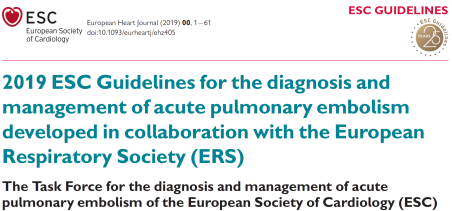 ESC
European Society
of Cardiology
European Heart Journal (2019) 00, 1–61
doi:10.1093/eurheartj/ehz405
ESC GUIDELINES
ESC
YEARS
25
2019 ESC Guidelines for the diagnosis and
management of acute pulmonary embolism
developed in collaboration with the European
Respiratory Society (ERS)
The Task Force for the diagnosis and management of acute
pulmonary embolism of the European Society of Cardiology (ESC)